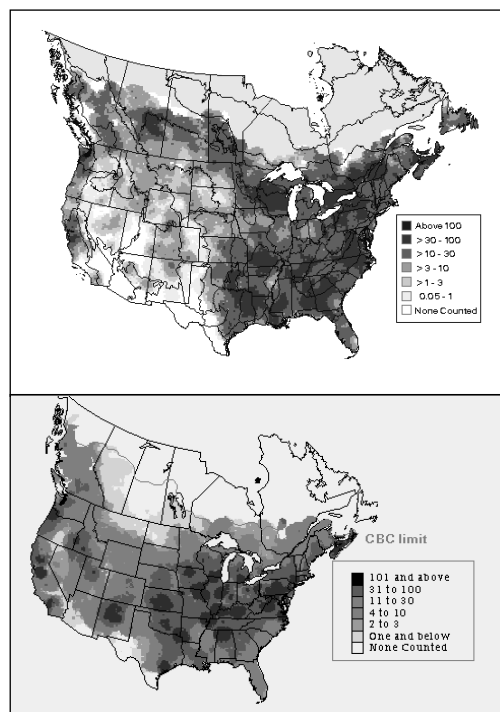 Above 100
> 30 - 100
> 10 - 30
> 3 - 10
> 1 - 3
0.05 - 1
None Counted
CBC limit
101 and above
31 to 100
11 to 30
4 to 10
2 to 3
One and below
None Counted